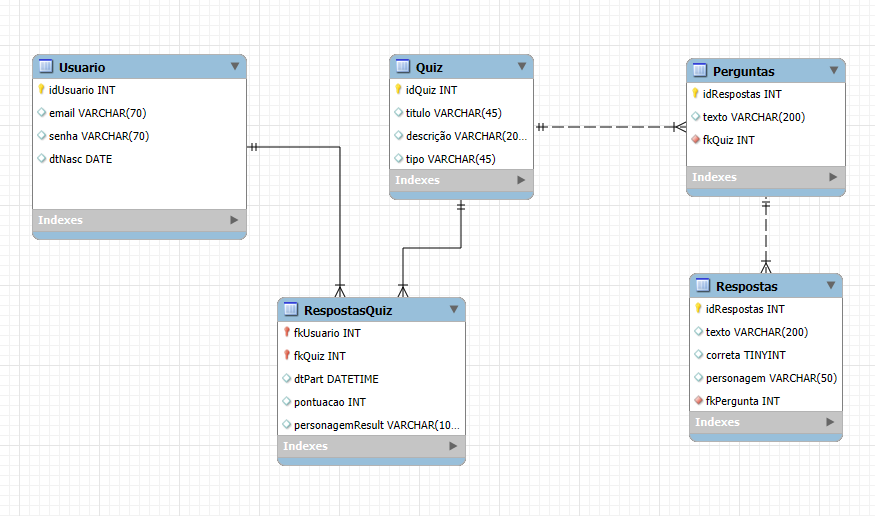 Usuario
idUsuario INT
email VARCHAR(70)
senha VARCHAR(70)
dtNasc DATE
Indexes
Quiz
idQuiz INT
titulo VARCHAR(45)
descrição VARCHAR(20...
tipo VARCHAR(45)
Indexes
Perguntas
idRespostas INT
texto VARCHAR(200)
fkQuiz INT
Indexes
RespostasQuiz
fkUsuario INT
fkQuiz INT
dtPart DATETIME
pontuacao INT
personagemResult VARCHAR(10...
Indexes
Respostas
idRespostas INT
texto VARCHAR(200)
correta TINYINT
personagem VARCHAR(50)
fkPergunta INT
Indexes